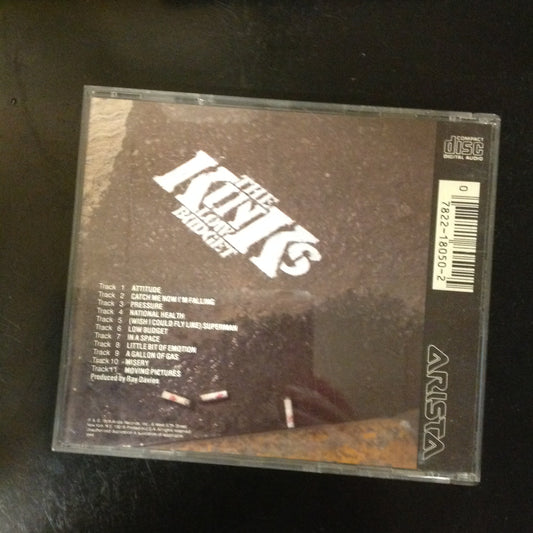 THE
KINKS
LOW
BUDGET
Track 1 ATTITUDE
Track 2 CATCH ME NOW I'M FALLING
Track 3 PRESSURE
Track 4 NATIONAL HEALTH
Track 5 (WISH I COULD FLY LIKE) SUPERMAN
Track 6 LOW BUDGET
Track 7 IN A SPACE
Track 8 LITTLE BIT OF EMOTION
Track 9 A GALLON OF GAS
Track 10 - MISERY
Track 11 MOVING PICTURES
Produced by Ray Davies
COMPACT
disc
DIGITAL AUDIO
0 7822-18050-2
ARISTA